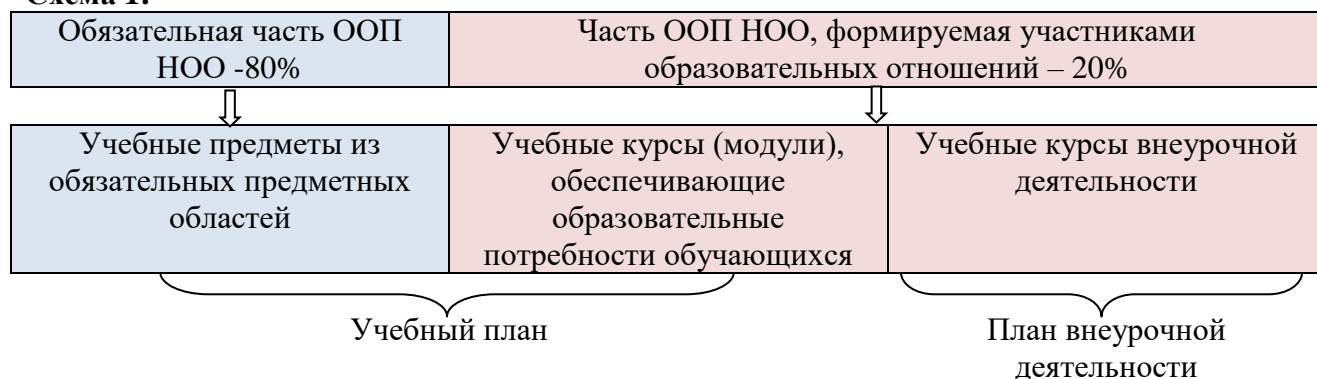 Схема 1.
Обязательная часть ООП
НОО -80%
Часть ООП НОО, формируемая участниками
образовательных отношений – 20%
Учебные предметы из
обязательных предметных
областей
Учебные курсы (модули),
обеспечивающие
образовательные
потребности обучающихся
Учебные курсы внеурочной
деятельности
Учебный план
План внеурочной
деятельности